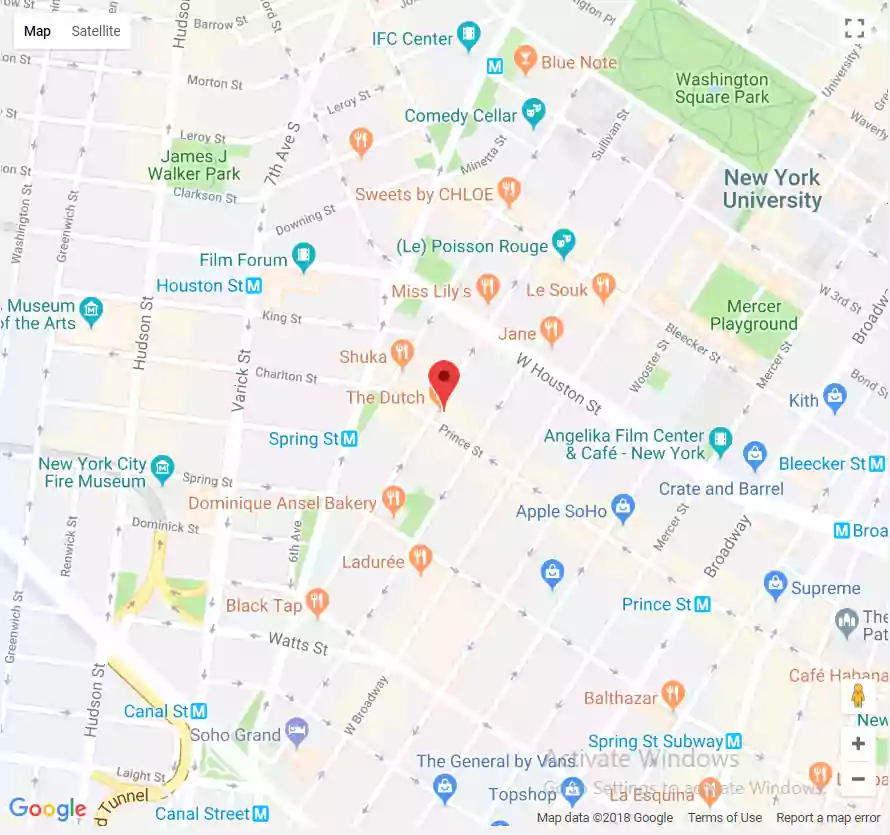 Map
Satellite
Barrow St
Hudson St
IFC Center
M
Blue Note
Washington
Square Park
University
Morton St
Leroy St
Comedy Cellar
Sullivan St
Waverly
Leroy St
7th Ave S
Minetta St
James J
Walker Park
Clarkson St
Sweets by CHLOE
New York
University
Washington St
Greenwich St
Downing St
(Le) Poisson Rouge
Film Forum
Houston St M
Miss Lily's
Le Souk
W 3rd St
Museum
of the Arts
Mercer
Playground
Broadway
King St
Jane
Bleecker St
Hudson St
Shuka
Mercer St
Wooster St
W Houston St
Bond St
Charlton St
Varick St
The Dutch
Kith
Prince St
Spring St M
Angelika Film Center
& Café - New York
Bleecker St M
New York City
Fire Museum
Spring St
Crate and Barrel
Dominique Ansel Bakery
Apple SoHo
Dominick St
Mercer St
Broadway
M Broa
Renwick St
6th Ave
Ladurée
Supreme
Black Tap
Prince St M
The
Pat
Greenwich St
Watts St
Café Habana
Hudson St
W Broadway
Balthazar
Canal St M
Soho Grand
New
Spring St Subway M
The General by Vans
Activate Windows
Laight St
Topshop
Go to Settings to activate Windows.
La Esquina
Google
d Tunnel
Canal Street M
Map data ©2018 Google
Terms of Use
Report a map error